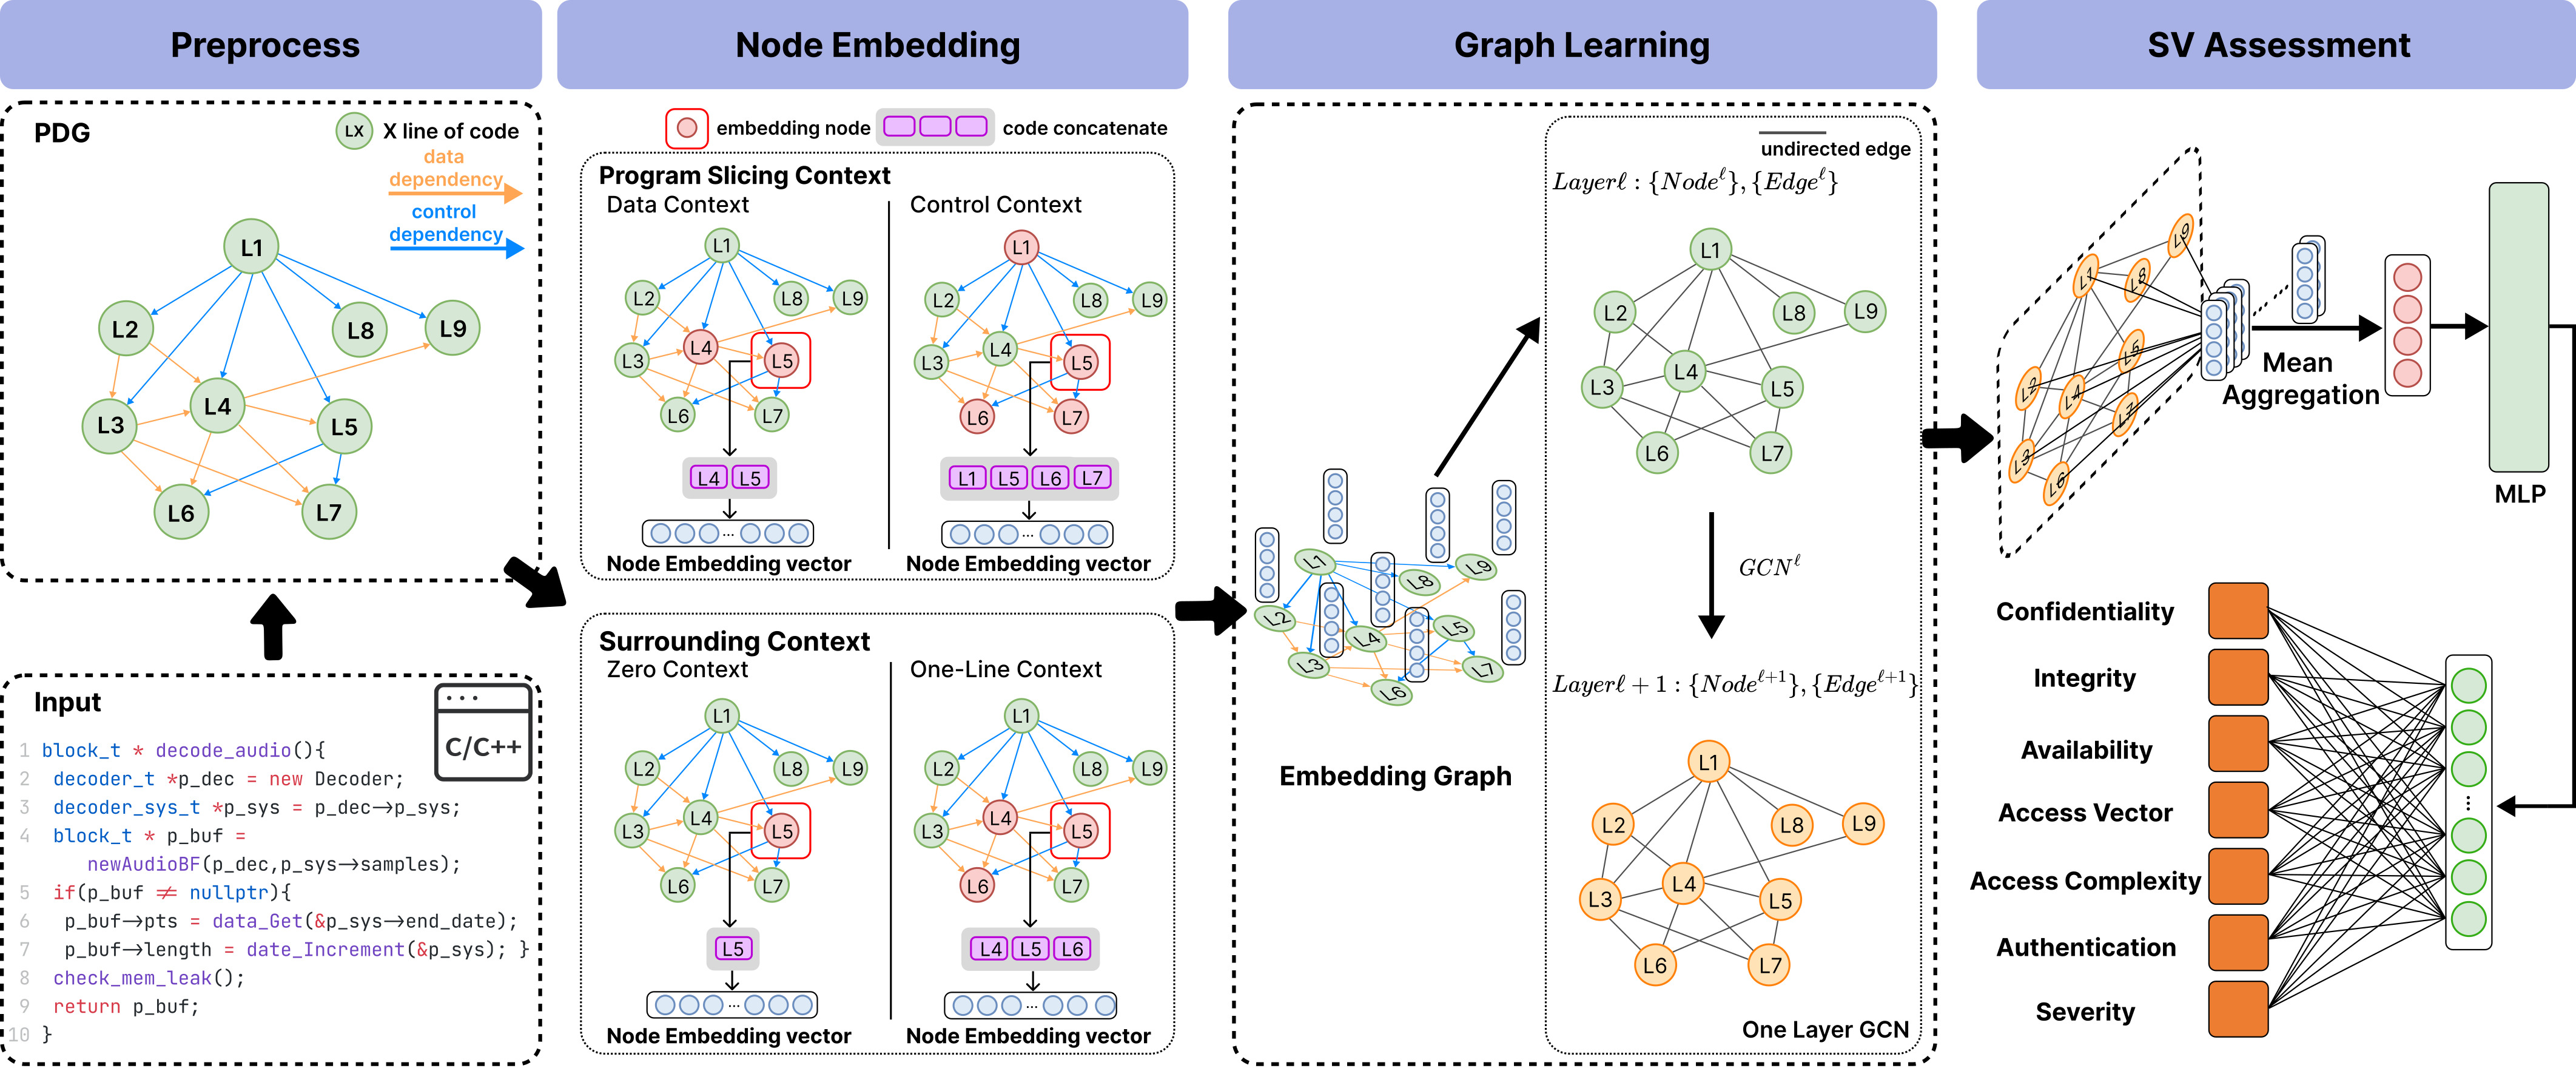 Preprocess
Node Embedding
Graph Learning
SV Assessment
PDG
LX
X line of code
data
dependency
control
dependency
L1
L2
L8
L9
L4
L3
L5
L6
L7
Input
C/C++
1 block_t * decode_audio(){
2 decoder_t *p_dec = new Decoder;
3 decoder_sys_t *p_sys = p_dec→p_sys;
4 block_t * p_buf =
newAudioBF(p_dec,p_sys→samples);
5 if(p_buf ≠ nullptr){
6 p_buf→pts = data_Get(&p_sys→end_date);
7 p_buf→length = date_Increment(&p_sys); }
8 check_mem_leak();
9 return p_buf;
10 }
embedding node
code concatenate
Program Slicing Context
Data Context
L1
L2
L8
L9
L4
L3
L5
L6
L7
L4 L5
...
Node Embedding vector
Control Context
L1
L2
L8
L9
L4
L3
L5
L6
L7
L1 L5 L6 L7
...
Node Embedding vector
Surrounding Context
Zero Context
L1
L2
L8
L9
L4
L3
L5
L6
L7
L5
...
Node Embedding vector
One-Line Context
L1
L2
L8
L9
L4
L3
L5
L6
L7
L4 L5 L6
...
Node Embedding vector
L1
L9
L8
L2
L5
L4
L3
L7
L6
Embedding Graph
undirected edge
Layerℓ : {Node^ℓ}, {Edge^ℓ}
L1
L2
L8
L9
L4
L3
L5
L6
L7
GCN^ℓ
Layerℓ + 1 : {Node^ℓ+1}, {Edge^ℓ+1}
L1
L2
L8
L9
L4
L3
L5
L6
L7
One Layer GCN
L9
L1
L8
L5
L2
L4
L7
L3
L6
Mean
Aggregation
MLP
Confidentiality
Integrity
Availability
Access Vector
Access Complexity
Authentication
Severity
...